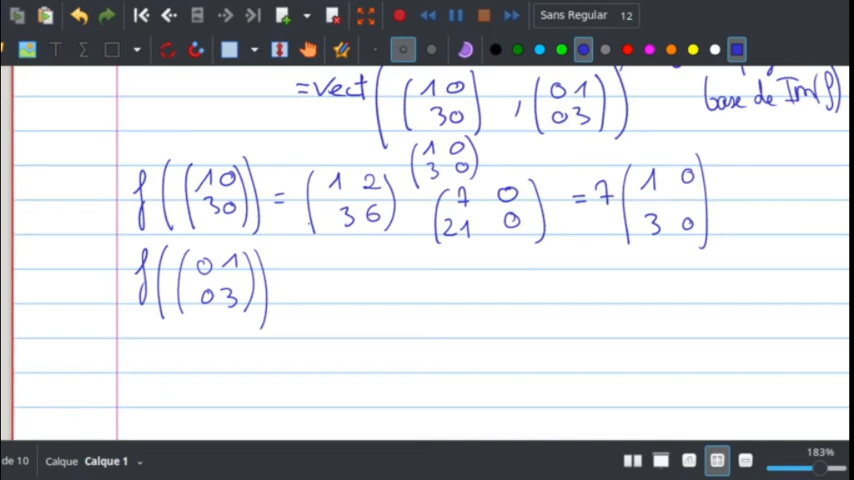 Sans Regular 12
= Vect ( ( 1 0 3 0 ) , ( 0 1 0 3 ) ) base de Im(f)
f ( ( 1 0 3 0 ) ) = ( 1 2 3 6 ) ( 1 0 3 0 ) ( 7 0 21 0 ) = 7 ( 1 0 3 0 )
f ( ( 0 1 0 3 ) )
de 10 Calque Calque 1 183%